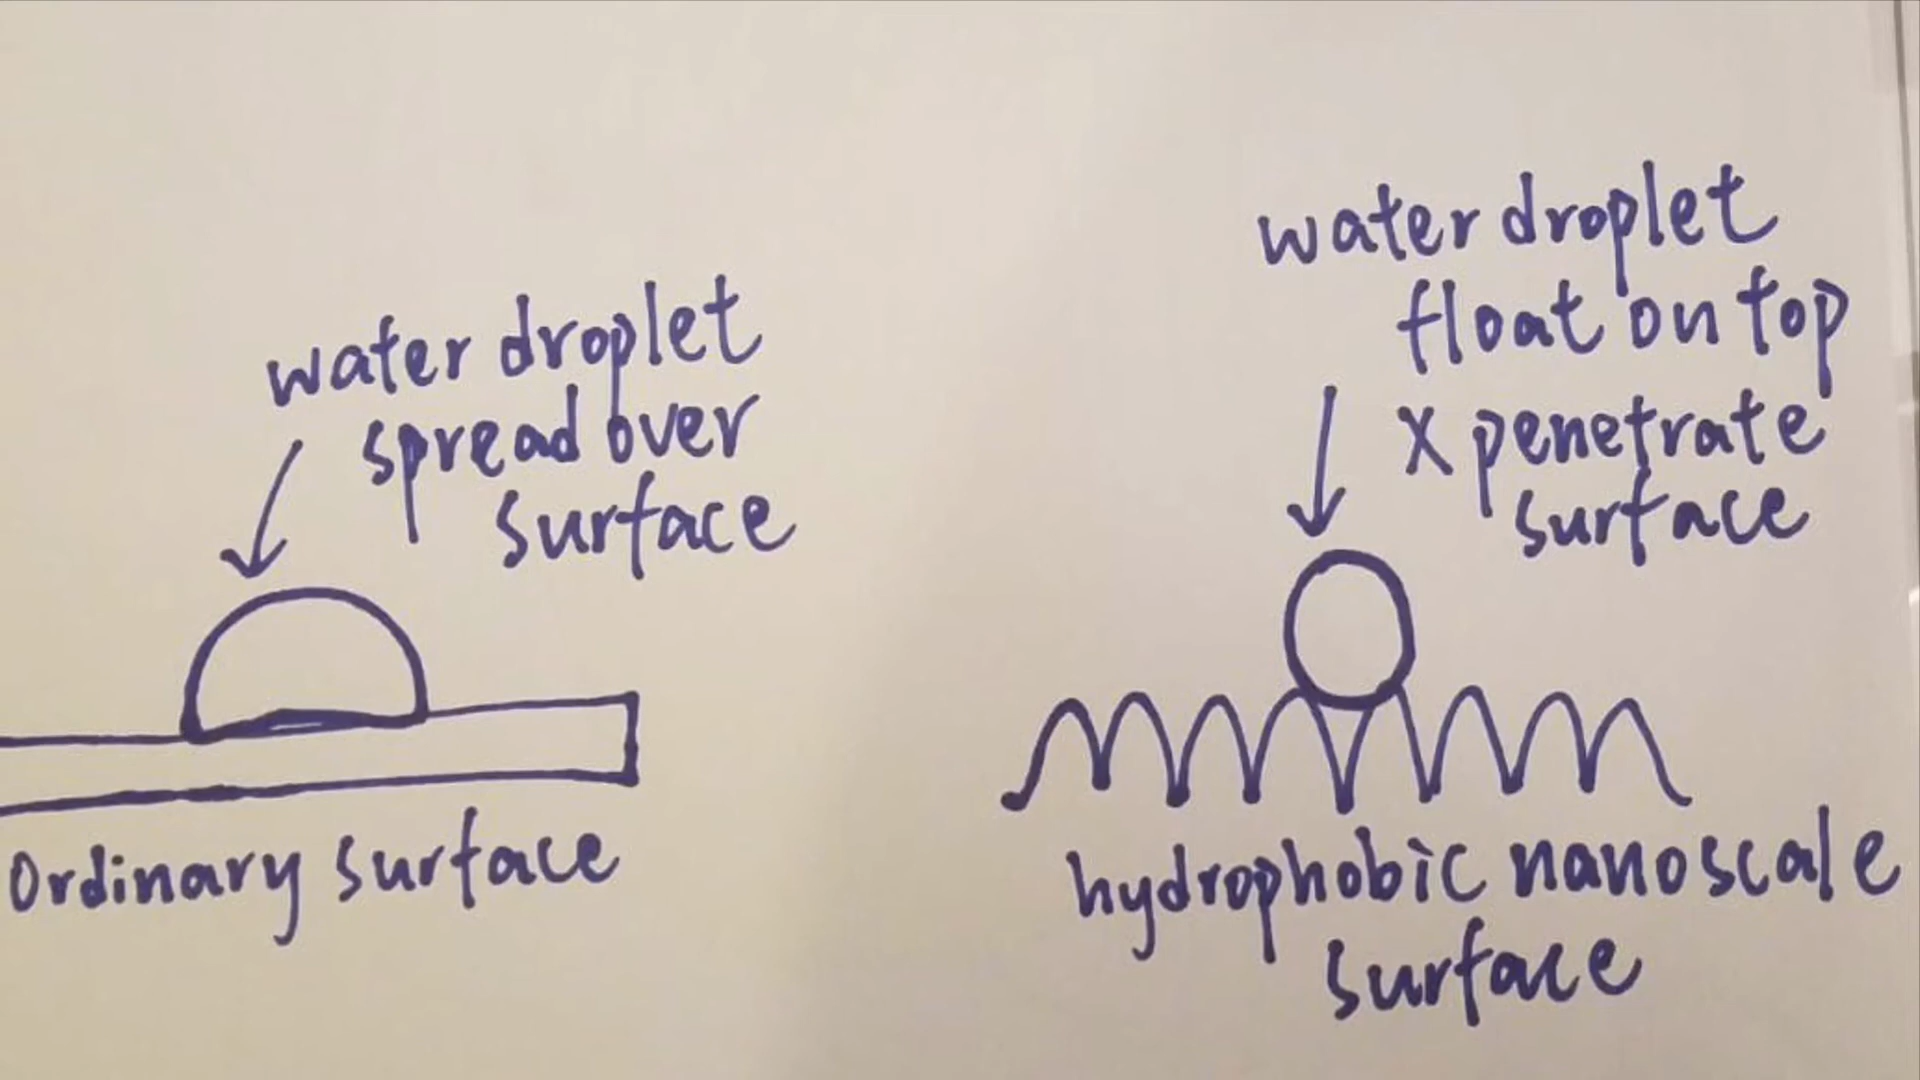 water droplet
spread over
surface
Ordinary surface
water droplet
float on top
x penetrate
surface
hydrophobic nanoscale
surface